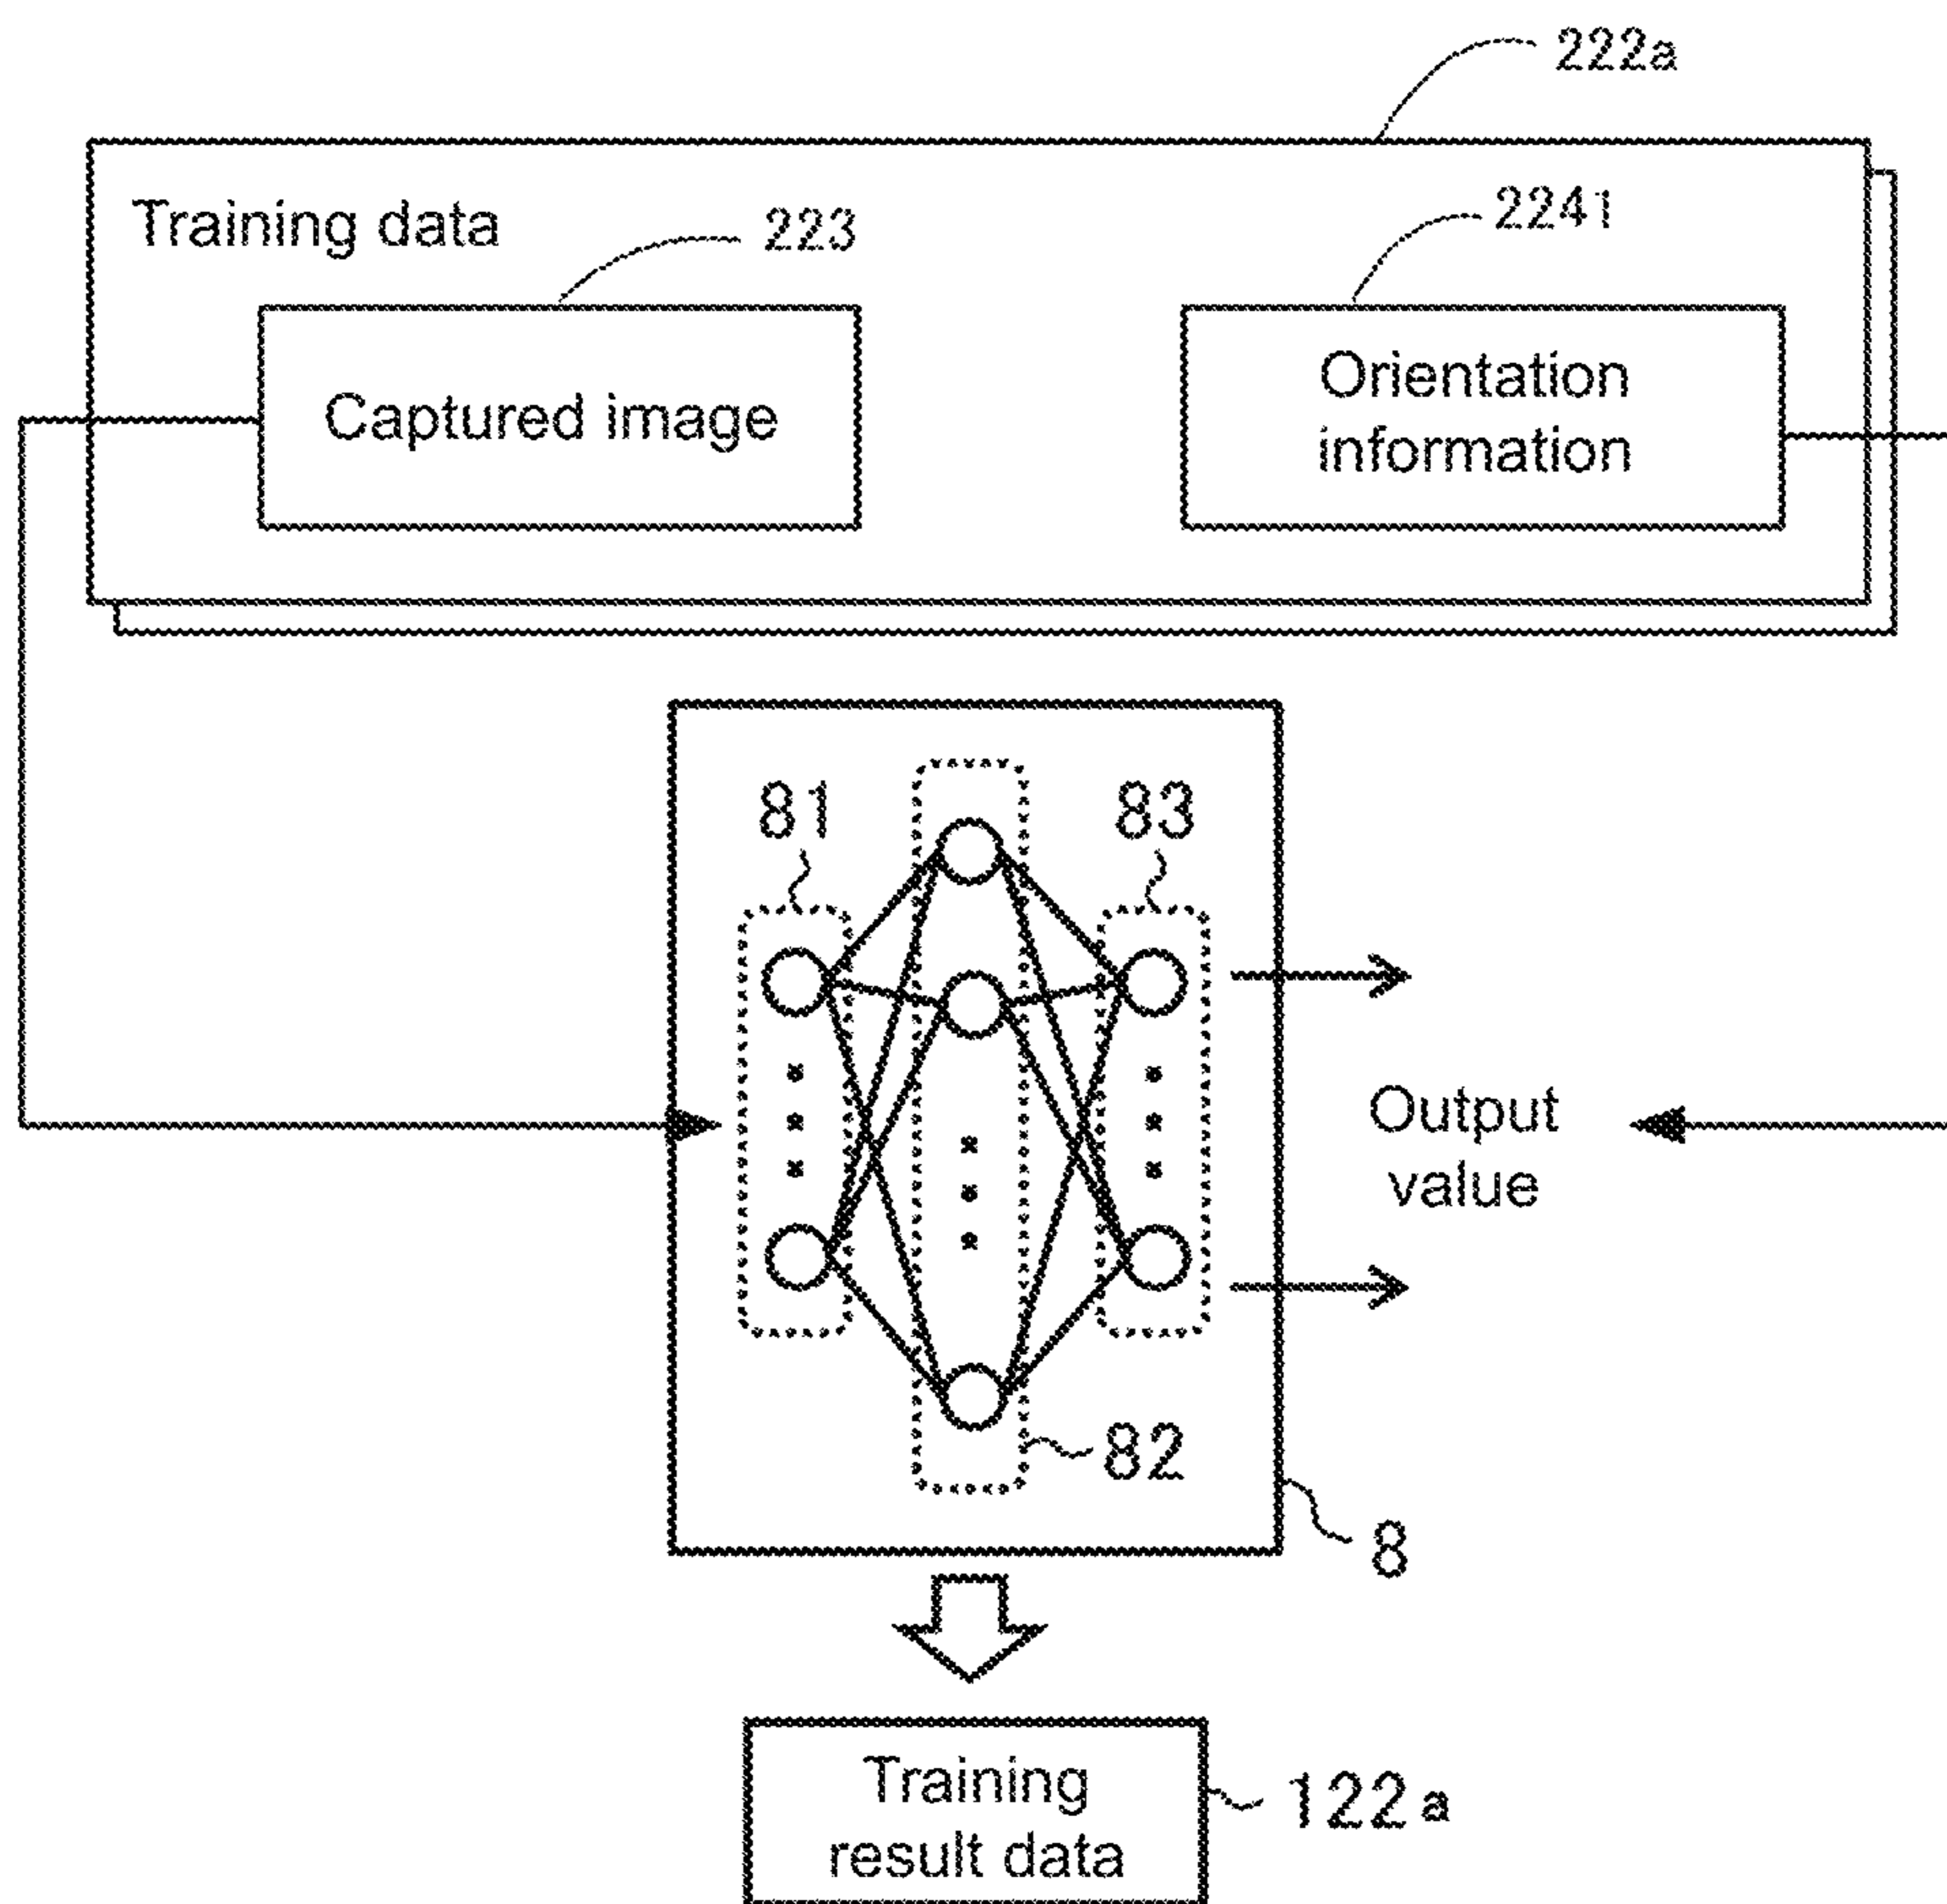 222a
Training data
223
2241
Captured image
Orientation
information
81
83
Output
value
82
8
Training
result data
122a